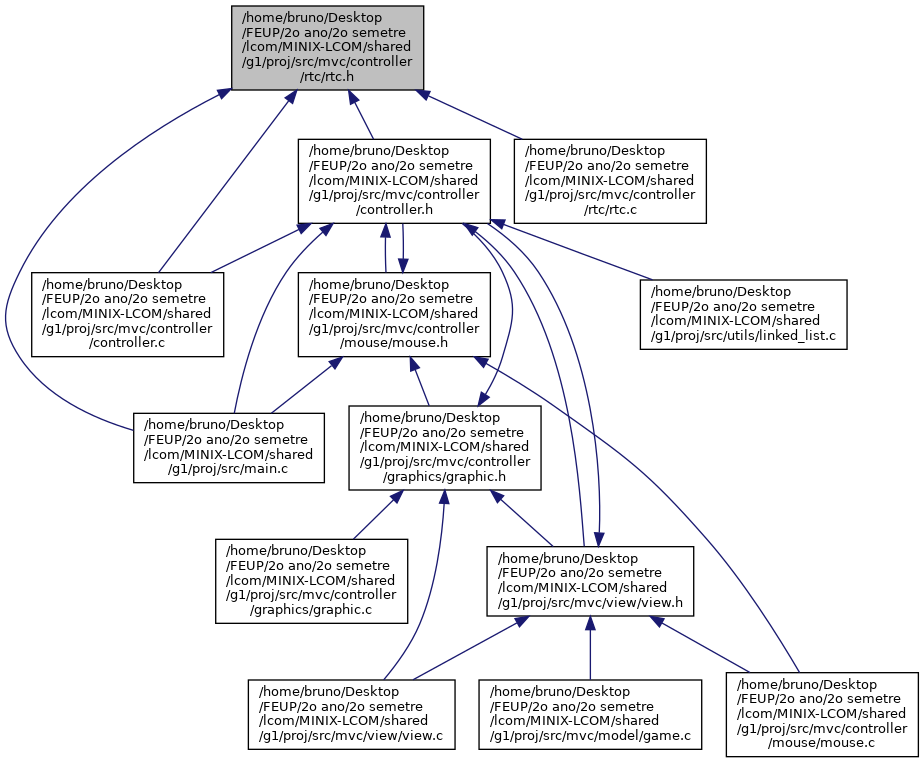 /home/bruno/Desktop
/FEUP/2o ano/2o semetre
/lcom/MINIX-LCOM/shared
/g1/proj/src/mvc/controller
/rtc/rtc.h
/home/bruno/Desktop
/FEUP/2o ano/2o semetre
/lcom/MINIX-LCOM/shared
/g1/proj/src/mvc/controller
/controller.h
/home/bruno/Desktop
/FEUP/2o ano/2o semetre
/lcom/MINIX-LCOM/shared
/g1/proj/src/mvc/controller
/rtc/rtc.c
/home/bruno/Desktop
/FEUP/2o ano/2o semetre
/lcom/MINIX-LCOM/shared
/g1/proj/src/mvc/controller
/controller.c
/home/bruno/Desktop
/FEUP/2o ano/2o semetre
/lcom/MINIX-LCOM/shared
/g1/proj/src/mvc/controller
/mouse/mouse.h
/home/bruno/Desktop
/FEUP/2o ano/2o semetre
/lcom/MINIX-LCOM/shared
/g1/proj/src/utils/linked_list.c
/home/bruno/Desktop
/FEUP/2o ano/2o semetre
/lcom/MINIX-LCOM/shared
/g1/proj/src/main.c
/home/bruno/Desktop
/FEUP/2o ano/2o semetre
/lcom/MINIX-LCOM/shared
/g1/proj/src/mvc/controller
/graphics/graphic.h
/home/bruno/Desktop
/FEUP/2o ano/2o semetre
/lcom/MINIX-LCOM/shared
/g1/proj/src/mvc/controller
/graphics/graphic.c
/home/bruno/Desktop
/FEUP/2o ano/2o semetre
/lcom/MINIX-LCOM/shared
/g1/proj/src/mvc/view/view.h
/home/bruno/Desktop
/FEUP/2o ano/2o semetre
/lcom/MINIX-LCOM/shared
/g1/proj/src/mvc/view/view.c
/home/bruno/Desktop
/FEUP/2o ano/2o semetre
/lcom/MINIX-LCOM/shared
/g1/proj/src/mvc/model/game.c
/home/bruno/Desktop
/FEUP/2o ano/2o semetre
/lcom/MINIX-LCOM/shared
/g1/proj/src/mvc/controller
/mouse/mouse.c